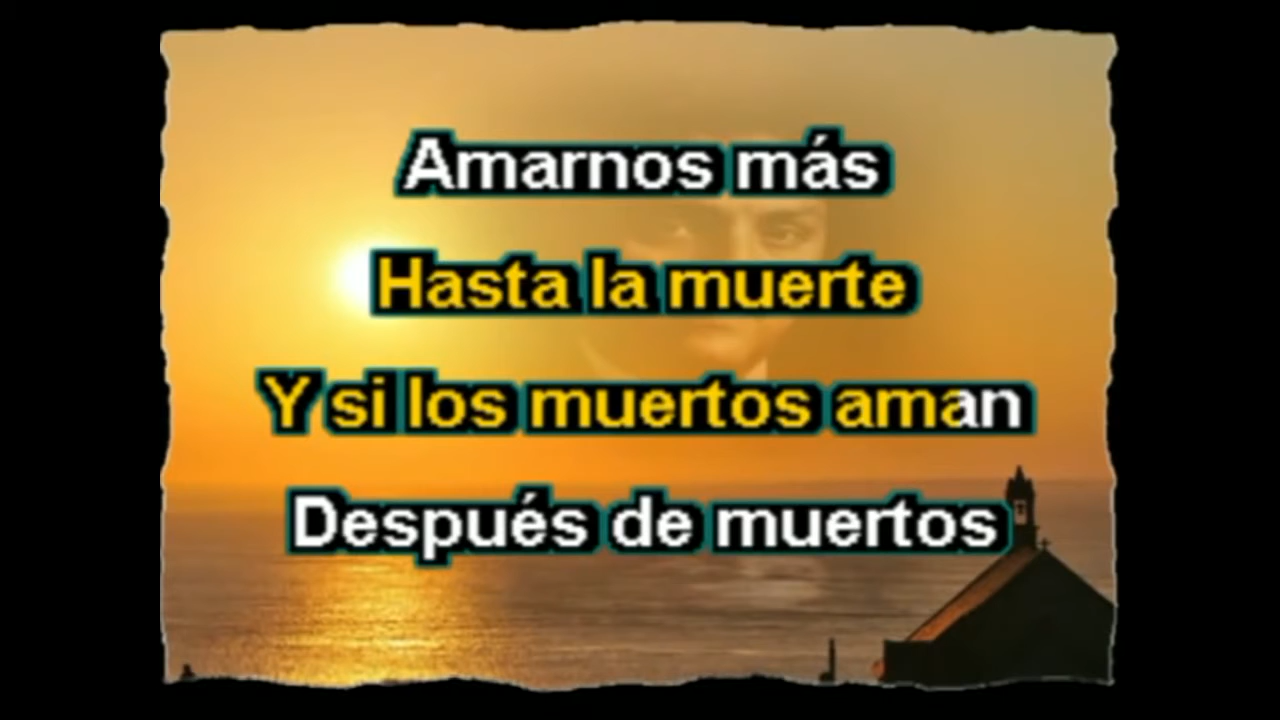 Amarnos más
Hasta la muerte
Y si los muertos aman
Después de muertos